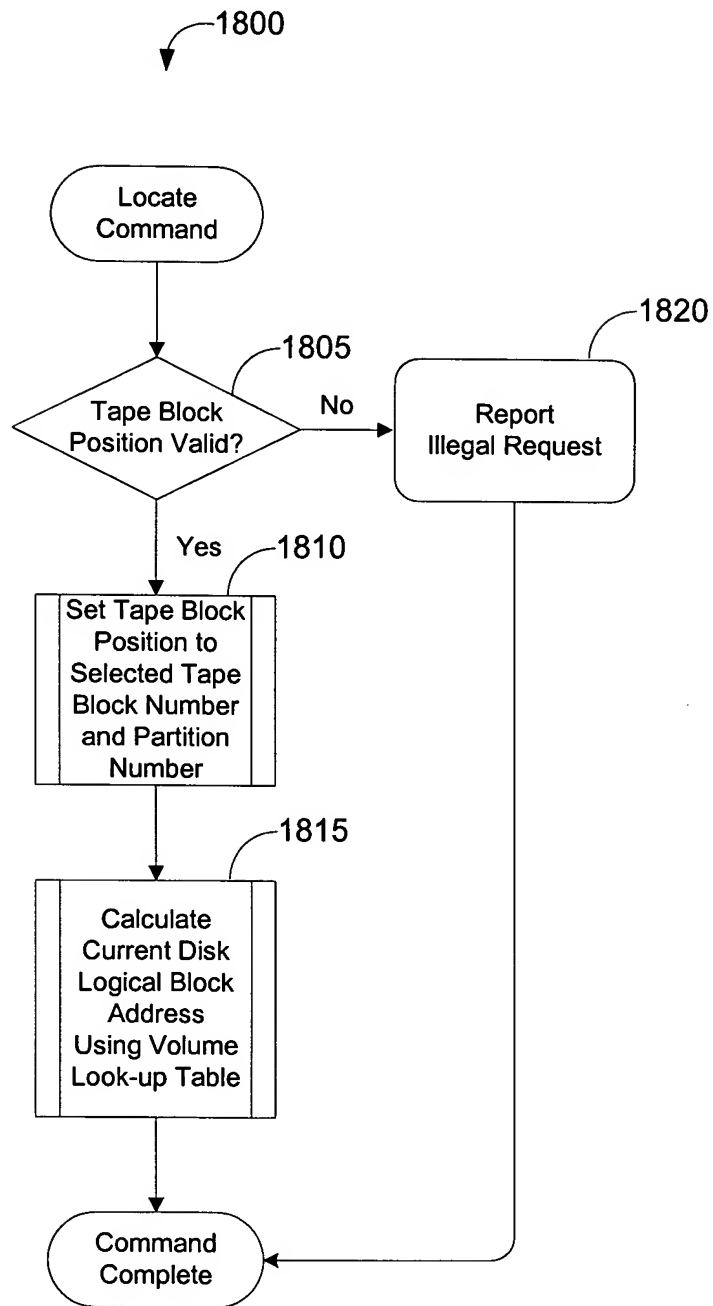 1800
Locate
Command
1805
Tape Block
Position Valid?
No
1820
Report
Illegal Request
Yes
1810
Set Tape Block
Position to
Selected Tape
Block Number
and Partition
Number
1815
Calculate
Current Disk
Logical Block
Address
Using Volume
Look-up Table
Command
Complete